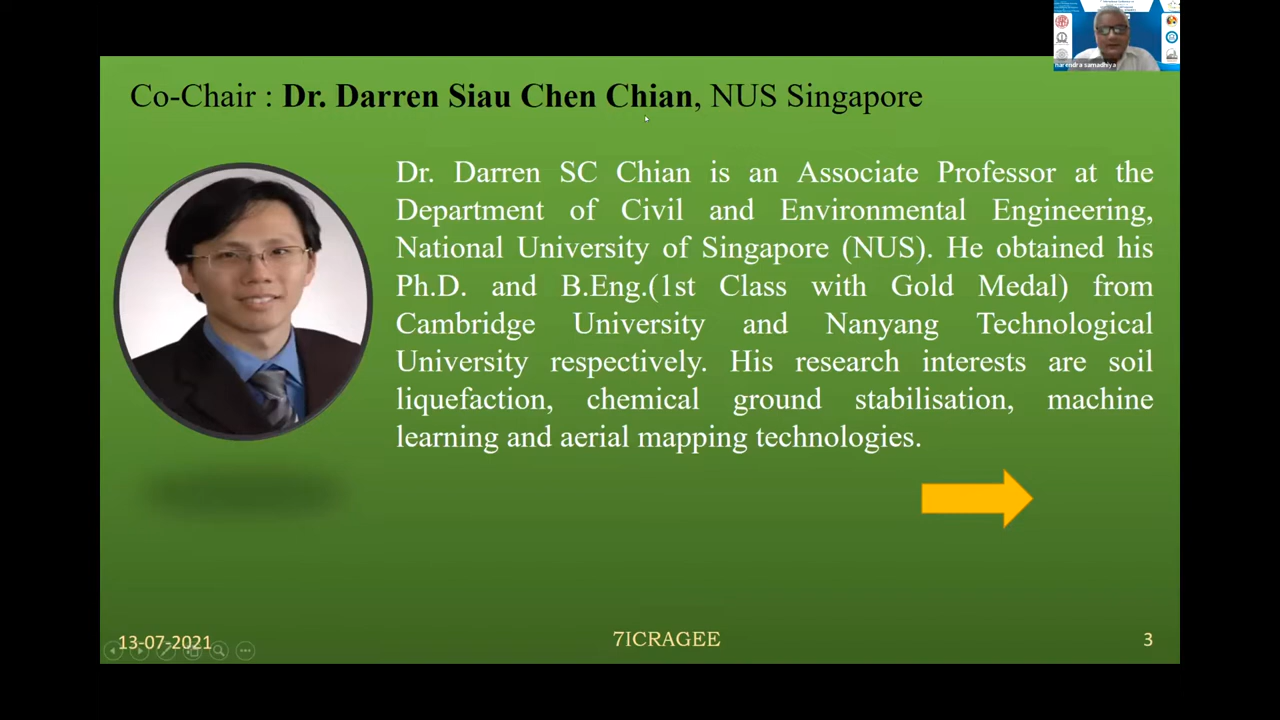 Co-Chair : Dr. Darren Siau Chen Chian, NUS Singapore
Dr. Darren SC Chian is an Associate Professor at the
Department of Civil and Environmental Engineering,
National University of Singapore (NUS). He obtained his
Ph.D. and B.Eng.(1st Class with Gold Medal) from
Cambridge University and Nanyang Technological
University respectively. His research interests are soil
liquefaction, chemical ground stabilisation, machine
learning and aerial mapping technologies.
13-07-2021
7ICRAGEE
3
narendra samadhiya